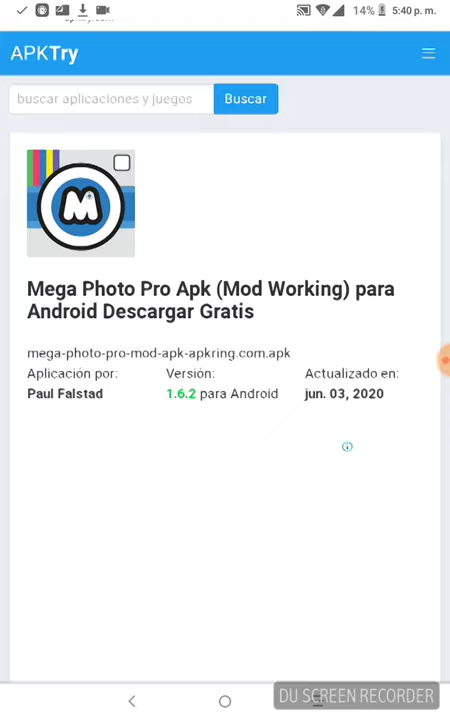 14% 5:40 p. m.
APKTry
buscar aplicaciones y juegos Buscar
M
Mega Photo Pro Apk (Mod Working) para
Android Descargar Gratis
mega-photo-pro-mod-apk-apkring.com.apk
Aplicación por: Versión: Actualizado en:
Paul Falstad 1.6.2 para Android jun. 03, 2020
DU SCREEN RECORDER